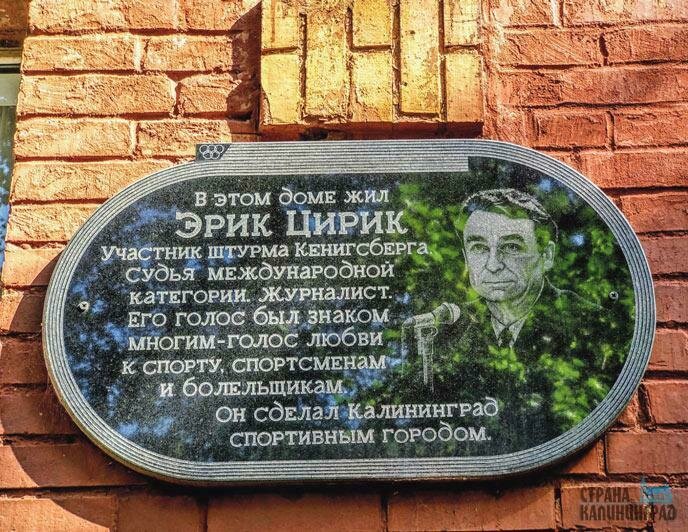 В этом доме жил
Эрик Цирик
Участник штурма Кенигсберга.
Судья международной
категории. Журналист.
Его голос был знаком
многим-голос любви
к спорту, спортсменам
и болельщикам.
Он сделал Калининград
спортивным городом.
СТРАНА
КАЛИНИНГРАД